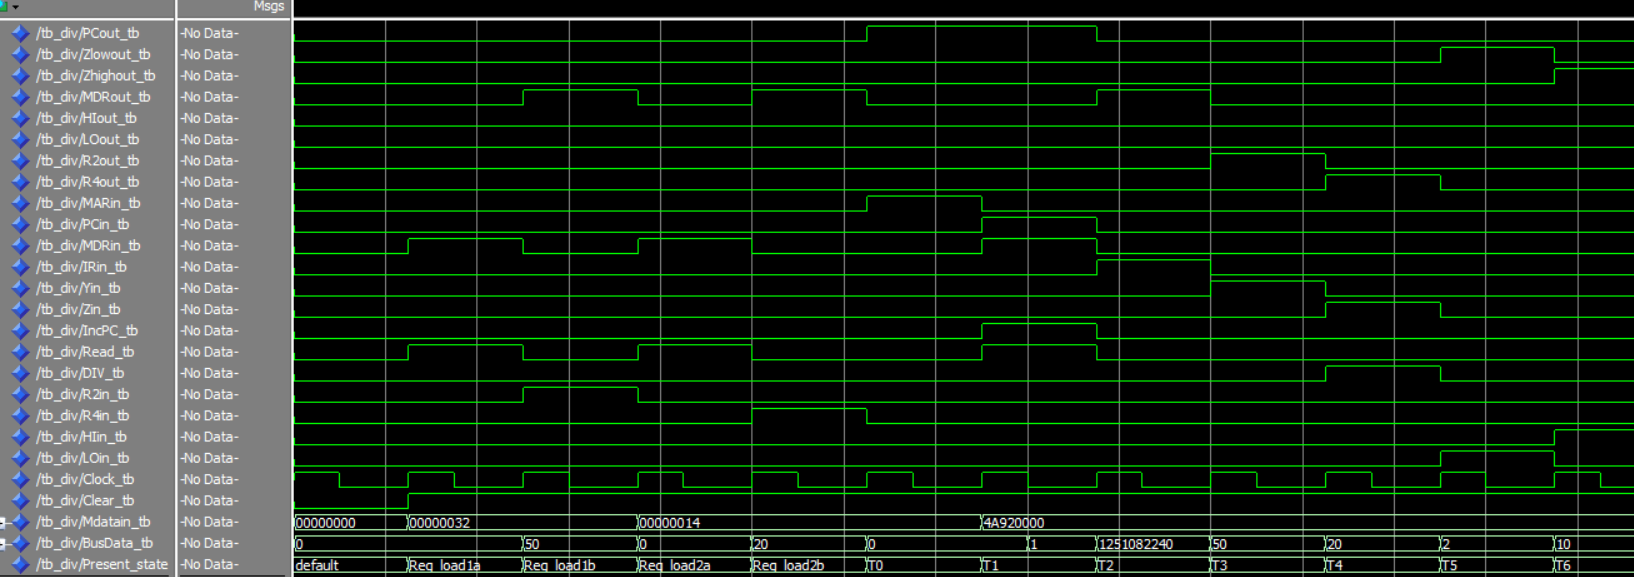 Msgs
/tb_div/PCout_tb -No Data-
/tb_div/Zlowout_tb -No Data-
/tb_div/Zhighout_tb -No Data-
/tb_div/MDRout_tb -No Data-
/tb_div/HIout_tb -No Data-
/tb_div/LOout_tb -No Data-
/tb_div/R2out_tb -No Data-
/tb_div/R4out_tb -No Data-
/tb_div/MARin_tb -No Data-
/tb_div/PCin_tb -No Data-
/tb_div/MDRin_tb -No Data-
/tb_div/IRin_tb -No Data-
/tb_div/Yin_tb -No Data-
/tb_div/Zin_tb -No Data-
/tb_div/IncPC_tb -No Data-
/tb_div/Read_tb -No Data-
/tb_div/DIV_tb -No Data-
/tb_div/R2in_tb -No Data-
/tb_div/R4in_tb -No Data-
/tb_div/HIin_tb -No Data-
/tb_div/LOin_tb -No Data-
/tb_div/Clock_tb -No Data-
/tb_div/Clear_tb -No Data-
/tb_div/Mdatain_tb -No Data- 00000000 00000032 00000014 4A920000
/tb_div/BusData_tb -No Data- 0 50 0 20 0 1 1251082240 50 20 2 10
/tb_div/Present_state -No Data- default Reg_load1a Reg_load1b Reg_load2a Reg_load2b T0 T1 T2 T3 T4 T5 T6